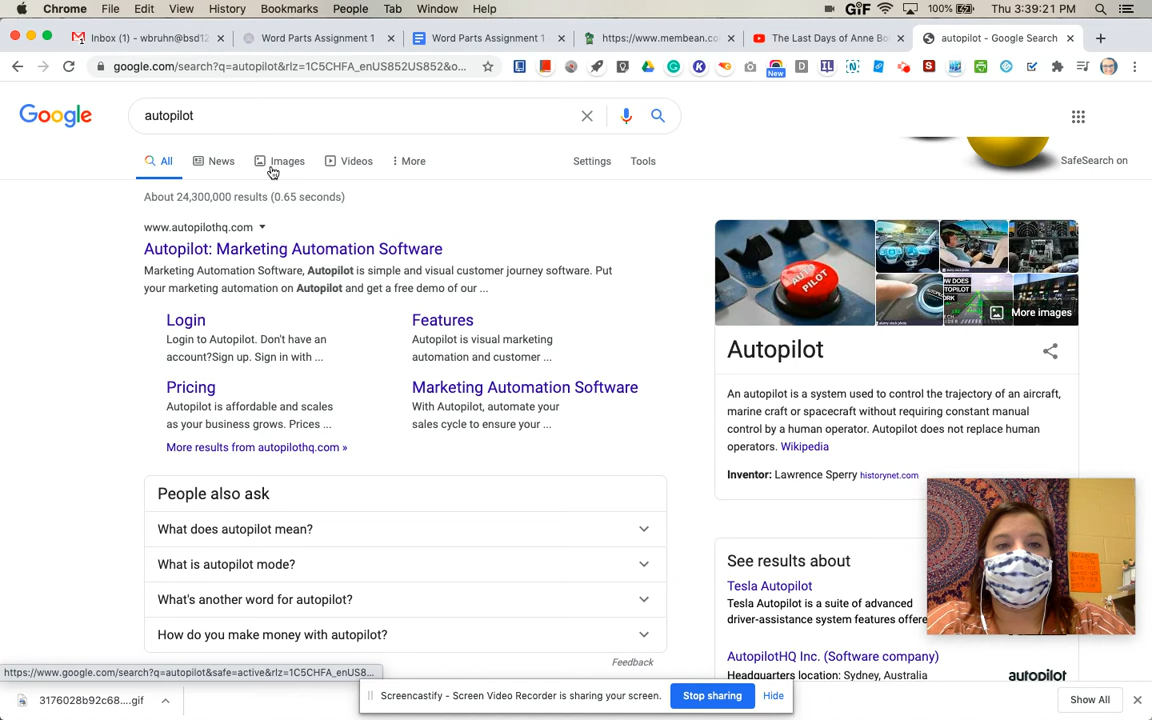 Chrome File Edit View History Bookmarks People Tab Window Help GIF 100% Thu 3:39:21 PM
Inbox (1) - wbruhn@bsd12 Word Parts Assignment 1 Word Parts Assignment 1 https://www.membean.co The Last Days of Anne Bo autopilot - Google Search
google.com/search?q=autopilot&rlz=1C5CHFA_enUS852US852&o...
New
Google
autopilot
All News Images Videos More Settings Tools SafeSearch on
About 24,300,000 results (0.65 seconds)
www.autopilothq.com
Autopilot: Marketing Automation Software
Marketing Automation Software, Autopilot is simple and visual customer journey software. Put
your marketing automation on Autopilot and get a free demo of our ...
Login
Login to Autopilot. Don't have an
account?Sign up. Sign in with ...
Features
Autopilot is visual marketing
automation and customer ...
Pricing
Autopilot is affordable and scales
as your business grows. Prices ...
Marketing Automation Software
With Autopilot, automate your
sales cycle to ensure your ...
More results from autopilothq.com »
People also ask
What does autopilot mean?
What is autopilot mode?
What's another word for autopilot?
How do you make money with autopilot?
Feedback
AUTO
PILOT
W DOES
UTOPILOT
RK
More images
Autopilot
An autopilot is a system used to control the trajectory of an aircraft,
marine craft or spacecraft without requiring constant manual
control by a human operator. Autopilot does not replace human
operators. Wikipedia
Inventor: Lawrence Sperry historynet.com
See results about
Tesla Autopilot
Tesla Autopilot is a suite of advanced
driver-assistance system features offere
AutopilotHQ Inc. (Software company)
Headquarters location: Sydney, Australia
autopilot
https://www.google.com/search?q=autopilot&safe=active&rlz=1C5CHFA_enUS8...
3176028b92c68....gif
Screencastify - Screen Video Recorder is sharing your screen. Stop sharing Hide
Show All